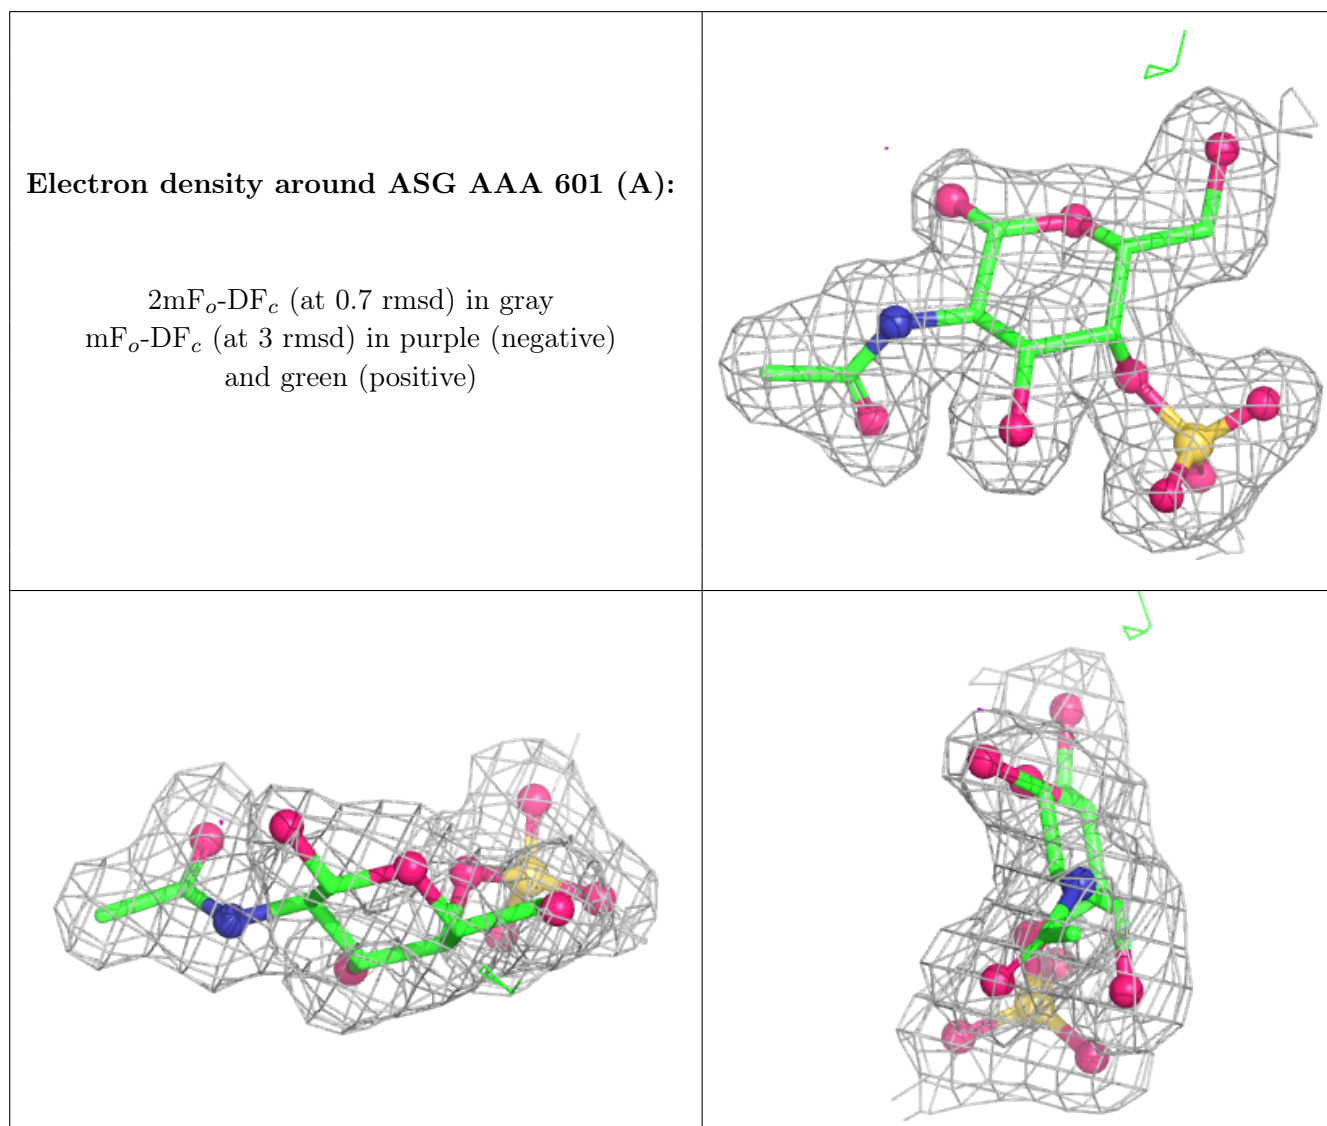 Electron density around ASG AAA 601 (A):
2mFo-DFc (at 0.7 rmsd) in gray
mFo-DFc (at 3 rmsd) in purple (negative)
and green (positive)